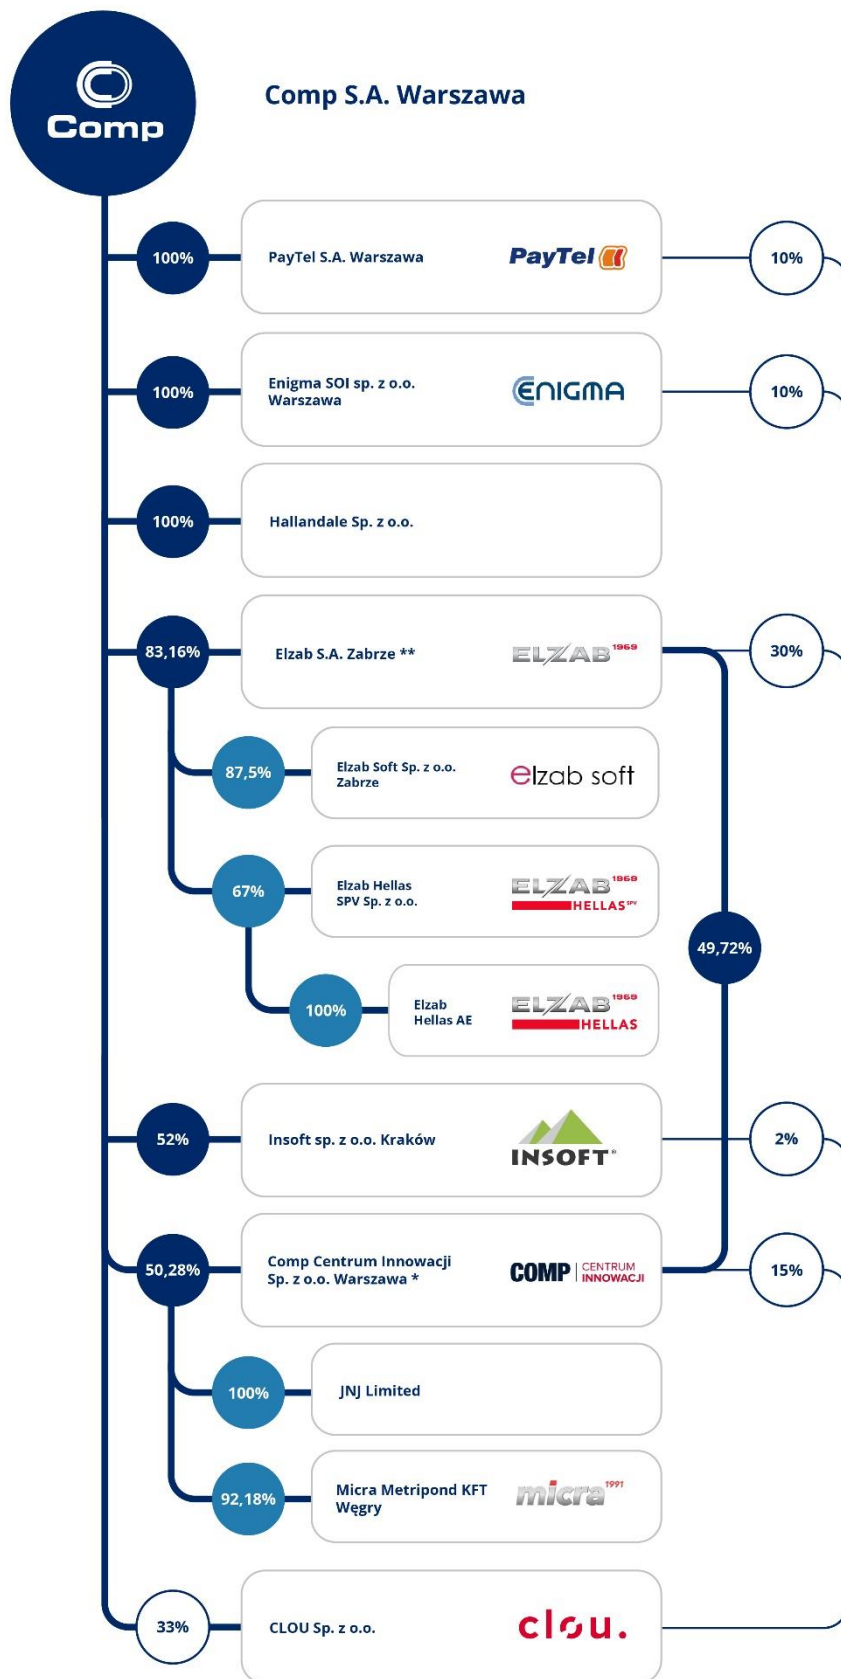 Comp
Comp S.A. Warszawa
100%
PayTel S.A. Warszawa
PayTel
10%
100%
Enigma SOI sp. z o.o.
Warszawa
ENIGMA
10%
100%
Hallandale Sp. z o.o.
83,16%
Elzab S.A. Zabrze **
ELZAB 1969
30%
87,5%
Elzab Soft Sp. z o.o.
Zabrze
elzab soft
67%
Elzab Hellas
SPV Sp. z o.o.
ELZAB 1969
HELLAS SPV
49,72%
100%
Elzab
Hellas AE
ELZAB 1969
HELLAS
52%
Insoft sp. z o.o. Kraków
INSOFT®
2%
50,28%
Comp Centrum Innowacji
Sp. z o.o. Warszawa *
COMP CENTRUM
INNOWACJI
15%
100%
JNJ Limited
92,18%
Micra Metripond KFT
Węgry
micra 1991
33%
CLOU Sp. z o.o.
clou.